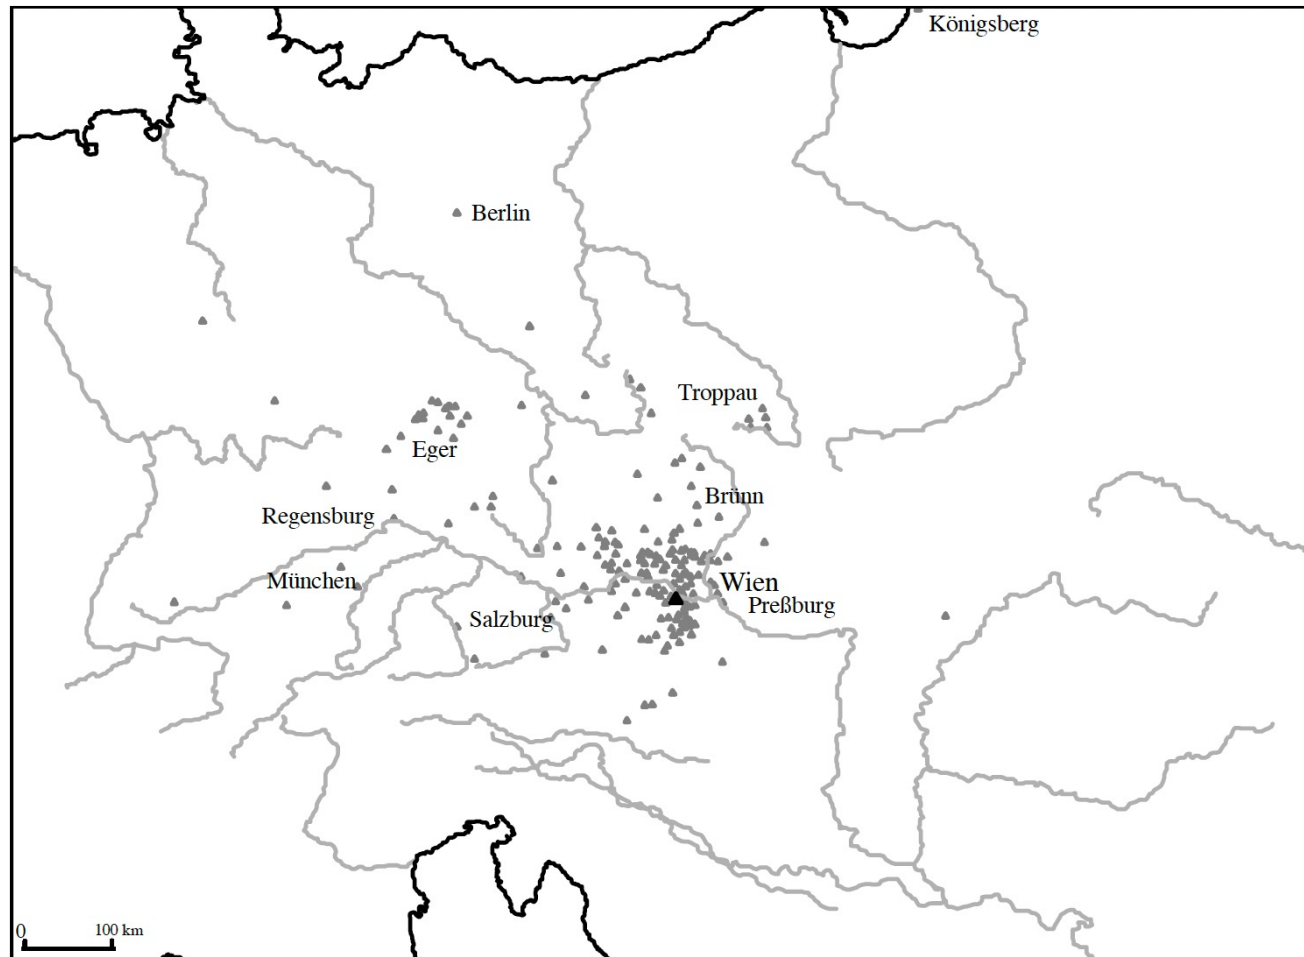 Königsberg
Berlin
Troppau
Eger
Brünn
Regensburg
München
Wien
Preßburg
Salzburg
0 100 km